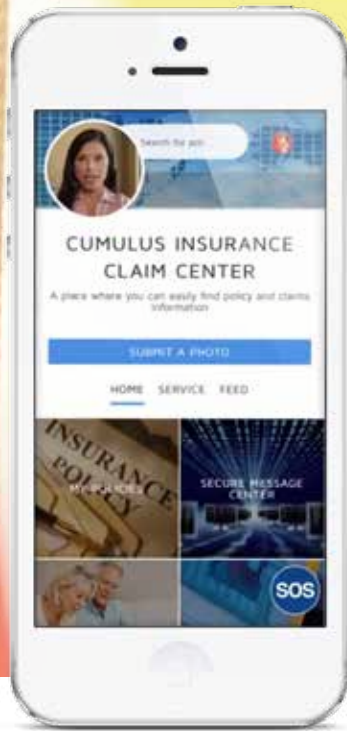 Search for
CUMULUS INSURANCE
CLAIM CENTER
A place where you can easily find policy and claims
information
SUBMIT A PHOTO
HOME SERVICE FEED
INSURANCE
POLICY
MY POLICIES
SECURE MESSAGE
CENTER
SOS